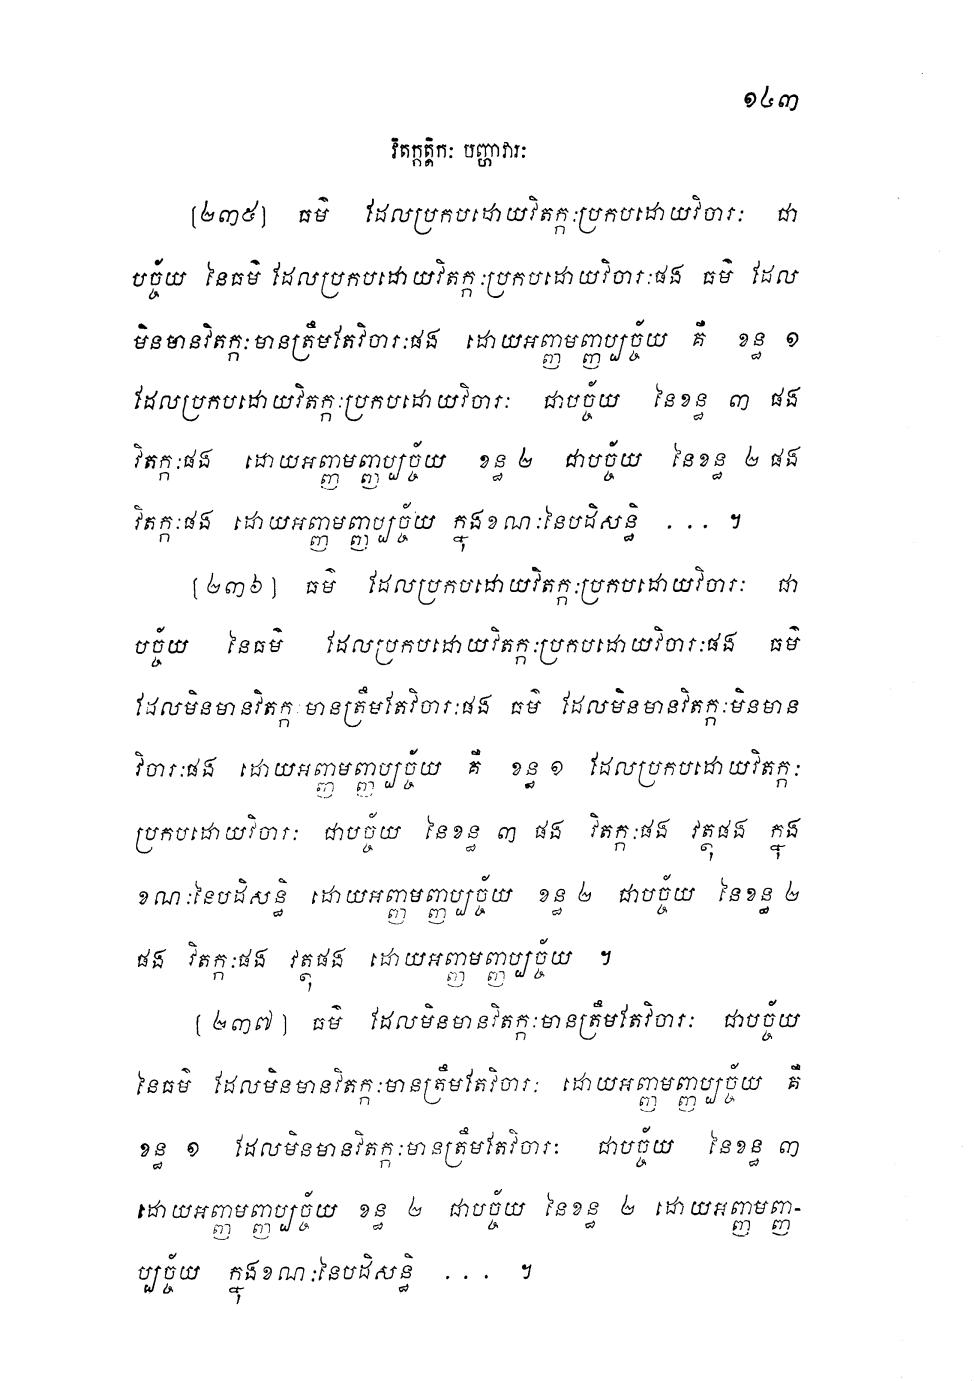 ១៤៣
វិតក្កត្តិកៈ បញ្ហាវារៈ
[២៣៥] ធម៌ ដែលប្រកបដោយវិតក្កៈប្រកបដោយវិចារៈ ជា
បច្ច័យ នៃធម៌ ដែលប្រកបដោយវិតក្កៈប្រកបដោយវិចារៈផង ធម៌ ដែល
មិនមានវិតក្កៈមានត្រឹមតែវិចារៈផង ដោយអញ្ញមញ្ញប្បច្ច័យ គឺ ខន្ធ ១
ដែលប្រកបដោយវិតក្កៈប្រកបដោយវិចារៈ ជាបច្ច័យ នៃខន្ធ ៣ ផង
វិតក្កៈផង ដោយអញ្ញមញ្ញប្បច្ច័យ ខន្ធ ២ ជាបច្ច័យ នៃខន្ធ ២ ផង
វិតក្កៈផង ដោយអញ្ញមញ្ញប្បច្ច័យ ក្នុងខណៈនៃបដិសន្ធិ ... ។
[២៣៦] ធម៌ ដែលប្រកបដោយវិតក្កៈប្រកបដោយវិចារៈ ជា
បច្ច័យ នៃធម៌ ដែលប្រកបដោយវិតក្កៈប្រកបដោយវិចារៈផង ធម៌
ដែលមិនមានវិតក្កៈមានត្រឹមតែវិចារៈផង ធម៌ ដែលមិនមានវិតក្កៈមិនមាន
វិចារៈផង ដោយអញ្ញមញ្ញប្បច្ច័យ គឺ ខន្ធ ១ ដែលប្រកបដោយវិតក្កៈ
ប្រកបដោយវិចារៈ ជាបច្ច័យ នៃខន្ធ ៣ ផង វិតក្កៈផង វត្ថុផង ក្នុង
ខណៈនៃបដិសន្ធិ ដោយអញ្ញមញ្ញប្បច្ច័យ ខន្ធ ២ ជាបច្ច័យ នៃខន្ធ ២
ផង វិតក្កៈផង វត្ថុផង ដោយអញ្ញមញ្ញប្បច្ច័យ ។
[២៣៧] ធម៌ ដែលមិនមានវិតក្កៈមានត្រឹមតែវិចារៈ ជាបច្ច័យ
នៃធម៌ ដែលមិនមានវិតក្កៈមានត្រឹមតែវិចារៈ ដោយអញ្ញមញ្ញប្បច្ច័យ គឺ
ខន្ធ ១ ដែលមិនមានវិតក្កៈមានត្រឹមតែវិចារៈ ជាបច្ច័យ នៃខន្ធ ៣
ដោយអញ្ញមញ្ញប្បច្ច័យ ខន្ធ ២ ជាបច្ច័យ នៃខន្ធ ២ ដោយអញ្ញមញ្ញ-
ប្បច្ច័យ ក្នុងខណៈនៃបដិសន្ធិ ... ។